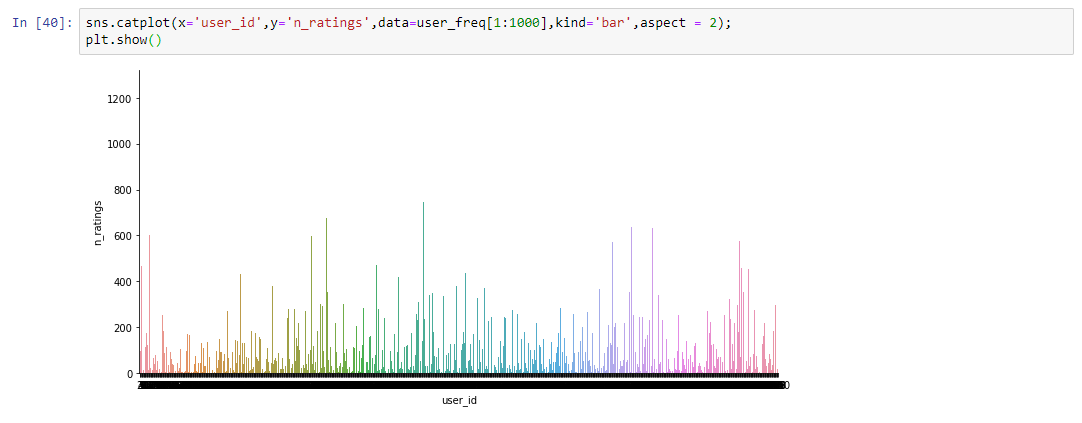 In [40]: sns.catplot(x='user_id',y='n_ratings',data=user_freq[1:1000],kind='bar',aspect = 2);
plt.show()
1200
1000
800
600
400
200
0
n_ratings
user_id